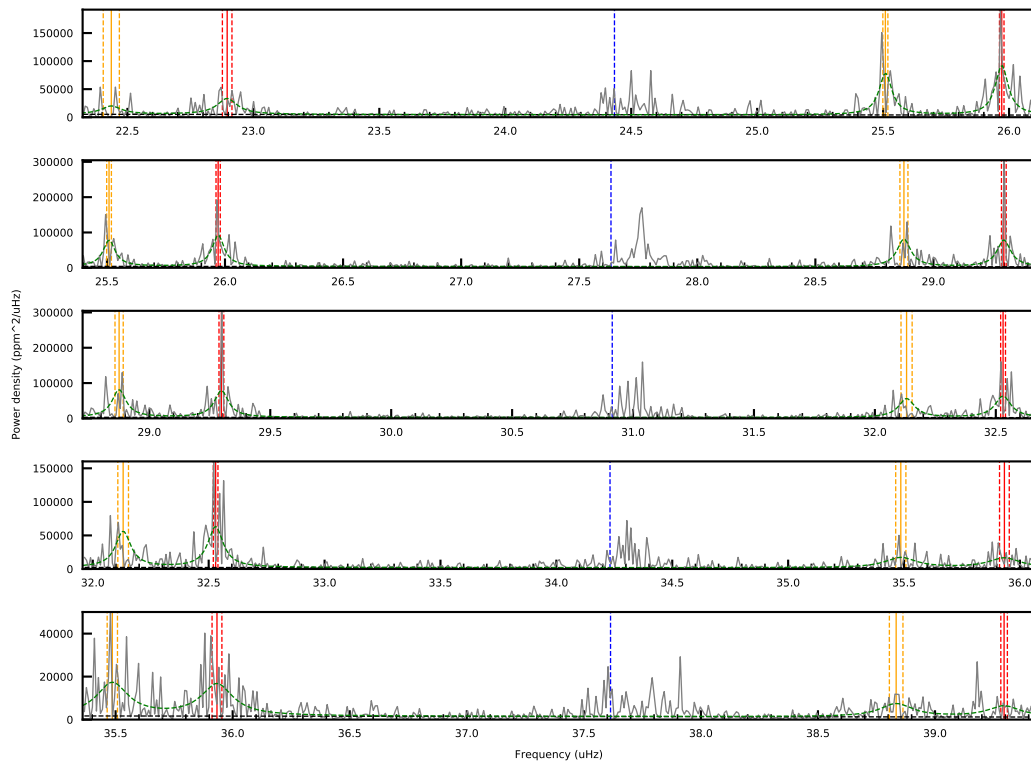 150000
100000
50000
0
22.5 23.0 23.5 24.0 24.5 25.0 25.5 26.0
300000
200000
100000
0
25.5 26.0 26.5 27.0 27.5 28.0 28.5 29.0
Power density (ppm^2/uHz)
300000
200000
100000
0
29.0 29.5 30.0 30.5 31.0 31.5 32.0 32.5
150000
100000
50000
0
32.0 32.5 33.0 33.5 34.0 34.5 35.0 35.5 36.0
40000
20000
0
35.5 36.0 36.5 37.0 37.5 38.0 38.5 39.0
Frequency (uHz)